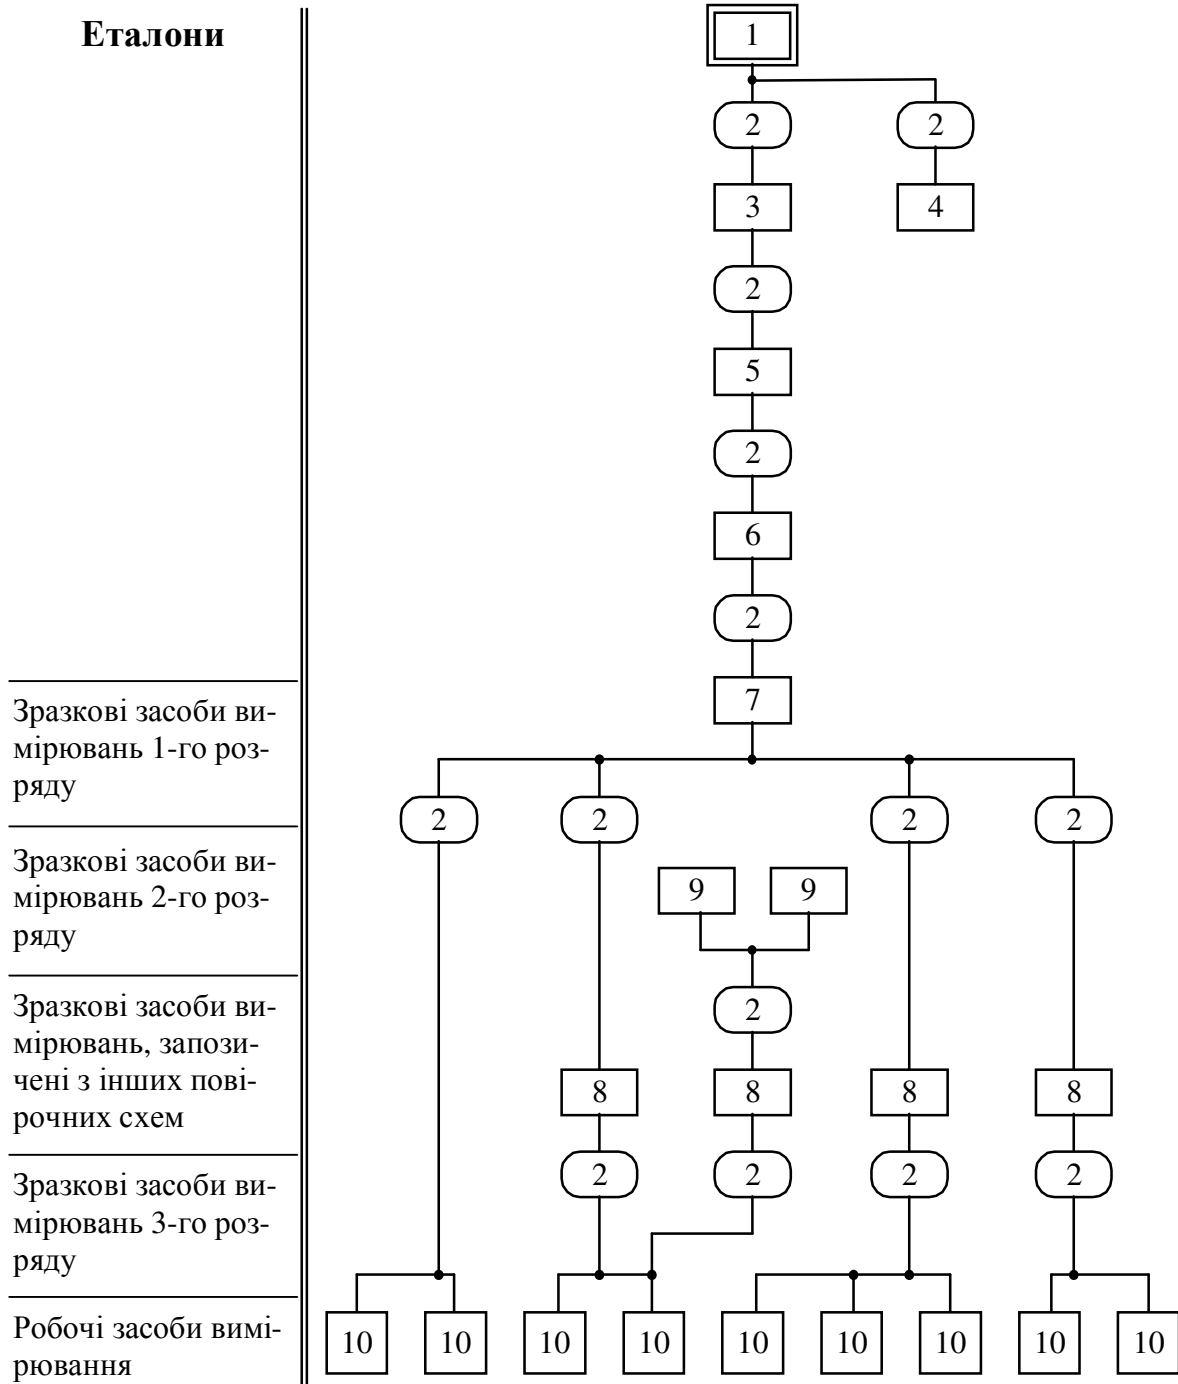 Еталони
1
2 2
3 4
2
5
2
6
2
7
Зразкові засоби ви-
мірювань 1-го роз-
ряду
2 2 2 2
Зразкові засоби ви-
мірювань 2-го роз-
ряду
9 9
Зразкові засоби ви-
мірювань, запози-
чені з інших пові-
рочних схем
2
8 8 8 8
Зразкові засоби ви-
мірювань 3-го роз-
ряду
2 2 2 2
Робочі засоби вимі-
рювання
10 10 10 10 10 10 10 10 10